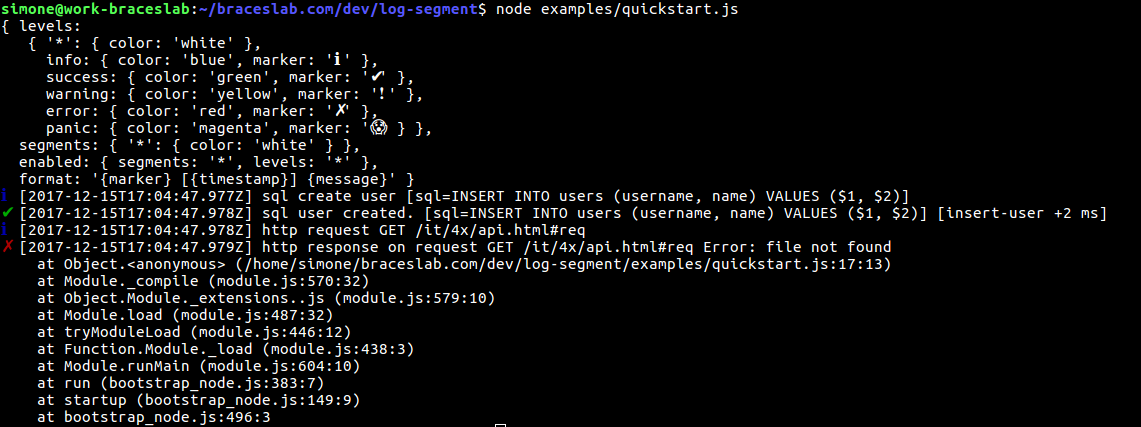 simone@work-braceslab:~/braceslab.com/dev/log-segment$ node examples/quickstart.js
{ levels:
   { '*': { color: 'white' },
     info: { color: 'blue', marker: 'ℹ' },
     success: { color: 'green', marker: '✔' },
     warning: { color: 'yellow', marker: '!' },
     error: { color: 'red', marker: '✗' },
     panic: { color: 'magenta', marker: '😱' } },
  segments: { '*': { color: 'white' } },
  enabled: { segments: '*', levels: '*' },
  format: '{marker} [{timestamp}] {message}' }
ℹ [2017-12-15T17:04:47.977Z] sql create user [sql=INSERT INTO users (username, name) VALUES ($1, $2)]
✔ [2017-12-15T17:04:47.978Z] sql user created. [sql=INSERT INTO users (username, name) VALUES ($1, $2)] [insert-user +2 ms]
ℹ [2017-12-15T17:04:47.978Z] http request GET /it/4x/api.html#req
✗ [2017-12-15T17:04:47.979Z] http response on request GET /it/4x/api.html#req Error: file not found
    at Object.<anonymous> (/home/simone/braceslab.com/dev/log-segment/examples/quickstart.js:17:13)
    at Module._compile (module.js:570:32)
    at Object.Module._extensions..js (module.js:579:10)
    at Module.load (module.js:487:32)
    at tryModuleLoad (module.js:446:12)
    at Function.Module._load (module.js:438:3)
    at Module.runMain (module.js:604:10)
    at run (bootstrap_node.js:383:7)
    at startup (bootstrap_node.js:149:9)
    at bootstrap_node.js:496:3